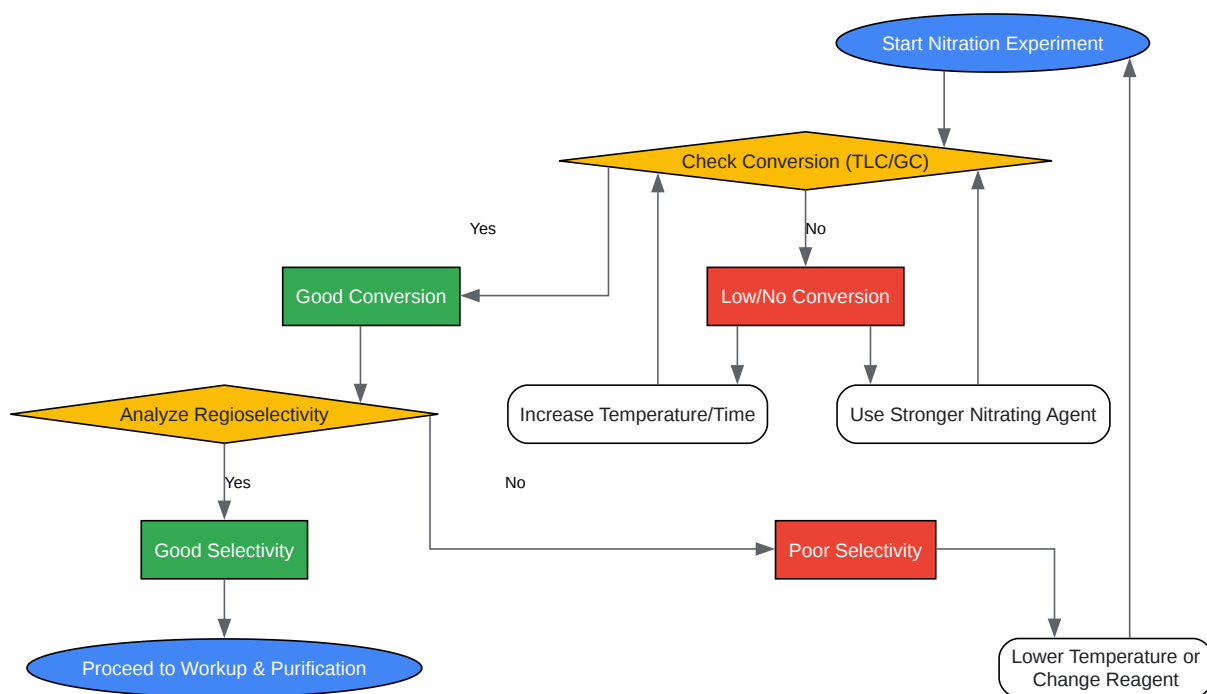 Start Nitration Experiment
Check Conversion (TLC/GC)
Yes
No
Good Conversion
Low/No Conversion
Analyze Regioselectivity
Increase Temperature/Time
Use Stronger Nitrating Agent
Yes
No
Good Selectivity
Poor Selectivity
Proceed to Workup & Purification
Lower Temperature or
Change Reagent